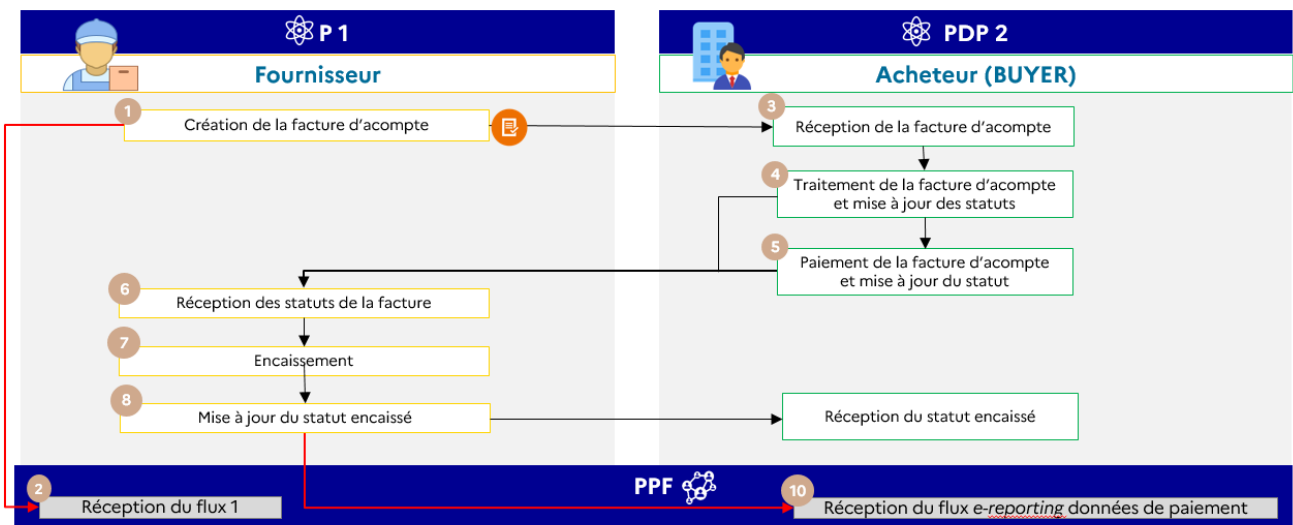 P 1
PDP 2
Fournisseur
Acheteur (BUYER)
1
Création de la facture d'acompte
3
Réception de la facture d'acompte
4
Traitement de la facture d'acompte
et mise à jour des statuts
5
Paiement de la facture d'acompte
et mise à jour du statut
6
Réception des statuts de la facture
7
Encaissement
8
Mise à jour du statut encaissé
Réception du statut encaissé
PPF
2
Réception du flux 1
10
Réception du flux e-reporting données de paiement